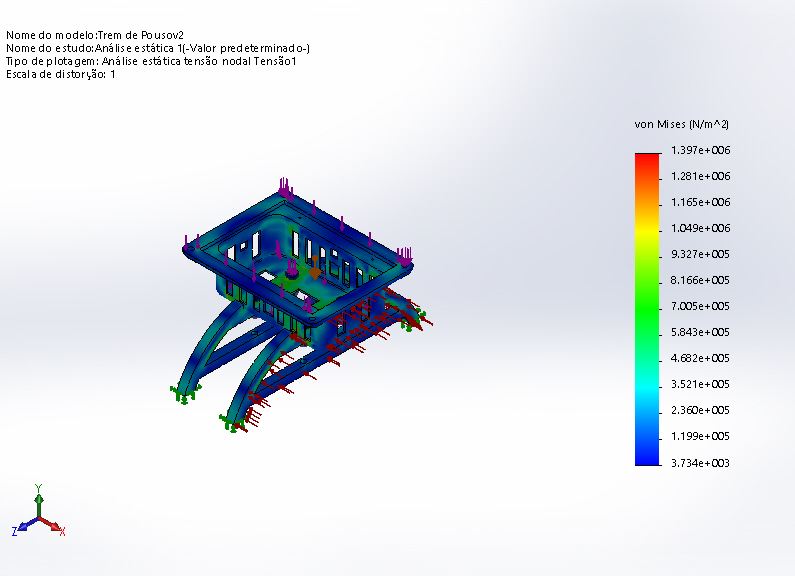 Nome do modelo:Trem de Pousov2
Nome do estudo:Análise estática 1(-Valor predeterminado-)
Tipo de plotagem: Análise estática tensão nodal Tensão1
Escala de distorção: 1
von Mises (N/m^2)
1.397e+006
1.281e+006
1.165e+006
1.049e+006
9.327e+005
8.166e+005
7.005e+005
5.843e+005
4.682e+005
3.521e+005
2.360e+005
1.199e+005
3.734e+003
Y
Z
X